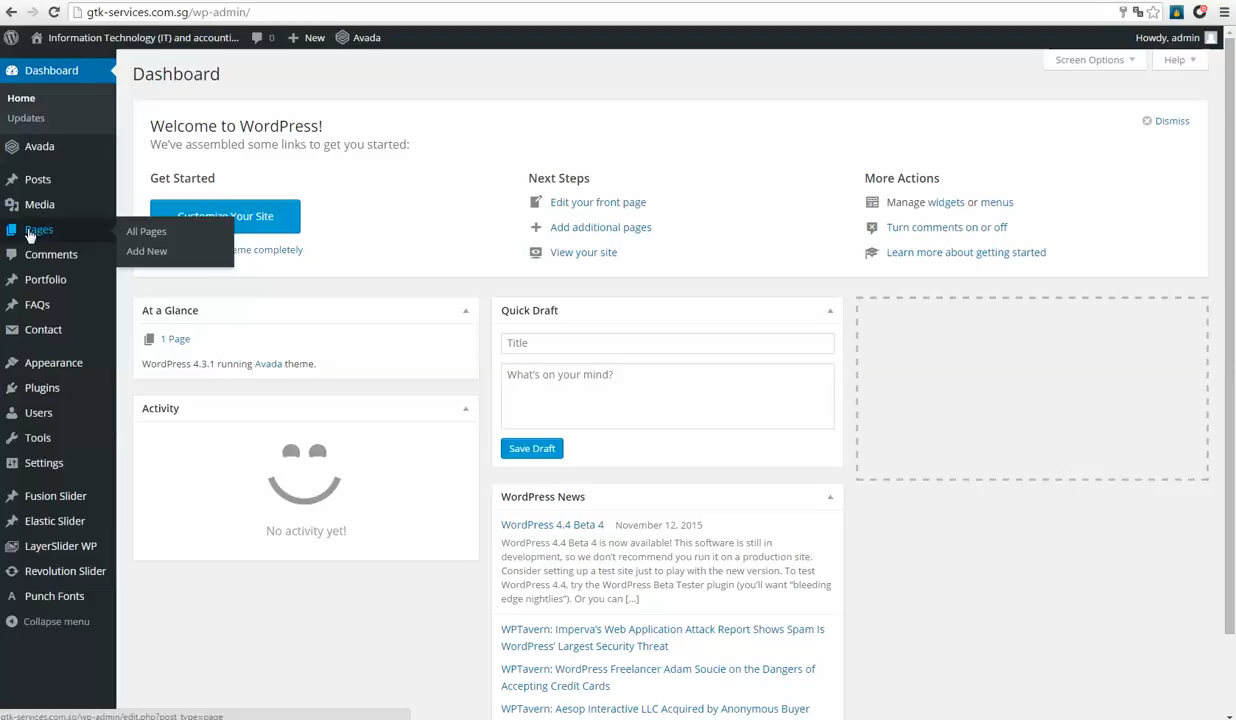 gtk-services.com.sg/wp-admin/
Information Technology (IT) and accounti...
0
New
Avada
Howdy, admin
Dashboard
Home
Updates
Avada
Posts
Media
Pages
Comments
Portfolio
FAQs
Contact
Appearance
Plugins
Users
Tools
Settings
Fusion Slider
Elastic Slider
LayerSlider WP
Revolution Slider
Punch Fonts
Collapse menu
All Pages
Add New
Dashboard
Screen Options
Help
Welcome to WordPress!
We've assembled some links to get you started:
Dismiss
Get Started
Customize Your Site
eme completely
Next Steps
Edit your front page
Add additional pages
View your site
More Actions
Manage widgets or menus
Turn comments on or off
Learn more about getting started
At a Glance
1 Page
WordPress 4.3.1 running Avada theme.
Activity
No activity yet!
Quick Draft
Title
What's on your mind?
Save Draft
WordPress News
WordPress 4.4 Beta 4 November 12, 2015
WordPress 4.4 Beta 4 is now available! This software is still in
development, so we don't recommend you run it on a production site.
Consider setting up a test site just to play with the new version. To test
WordPress 4.4, try the WordPress Beta Tester plugin (you'll want "bleeding
edge nightlies"). Or you can [...]
WPTavern: Imperva's Web Application Attack Report Shows Spam Is
WordPress' Largest Security Threat
WPTavern: WordPress Freelancer Adam Soucie on the Dangers of
Accepting Credit Cards
WPTavern: Aesop Interactive LLC Acquired by Anonymous Buyer
gtk-services.com.sg/wp-admin/edit.php?post_type=page